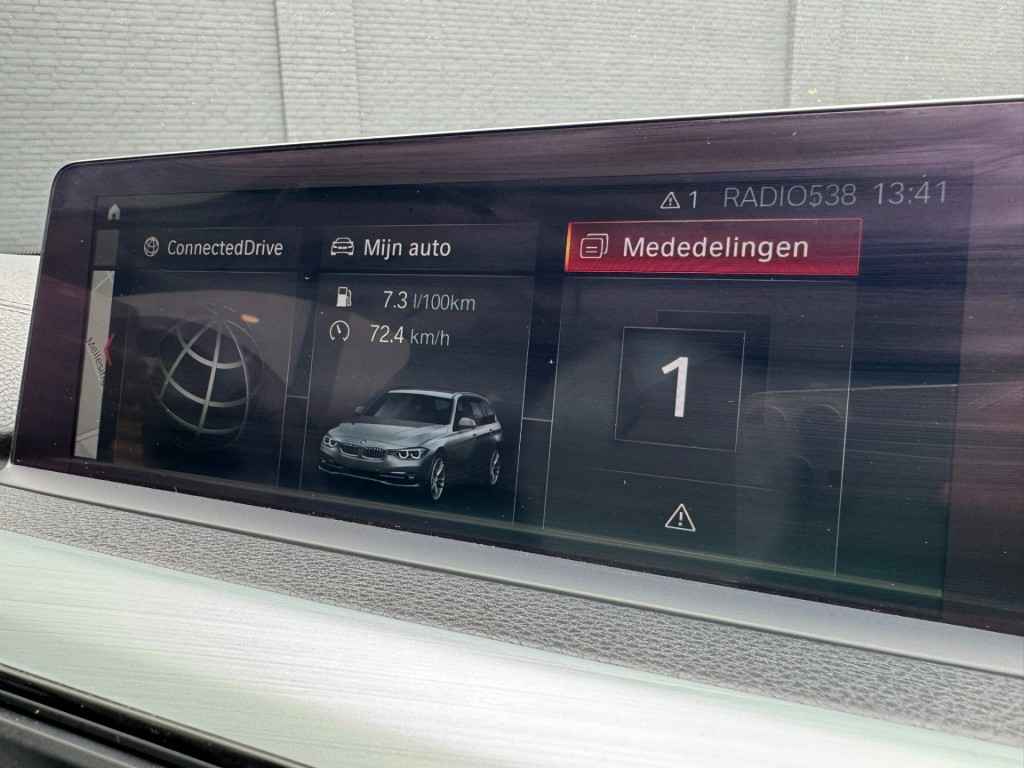 1 RADIO538 13:41
ConnectedDrive
Mijn auto
Mededelingen
7.3 l/100km
72.4 km/h
1